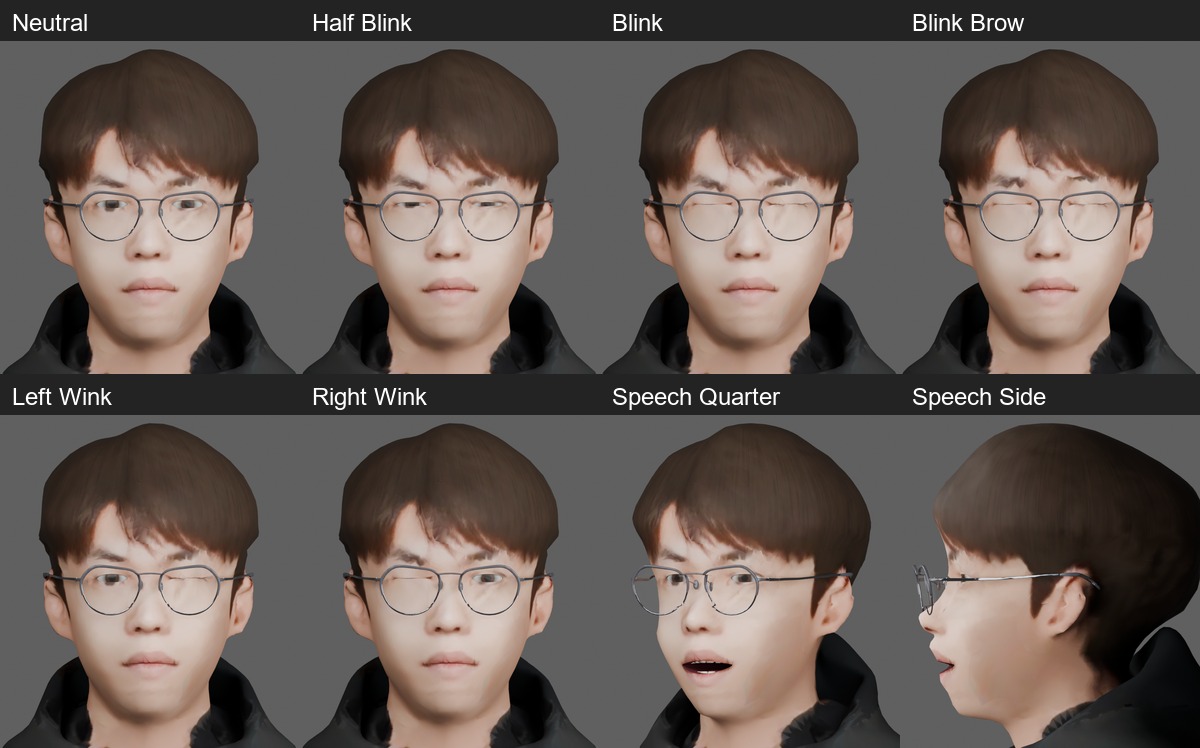 Neutral
Half Blink
Blink
Blink Brow
Left Wink
Right Wink
Speech Quarter
Speech Side